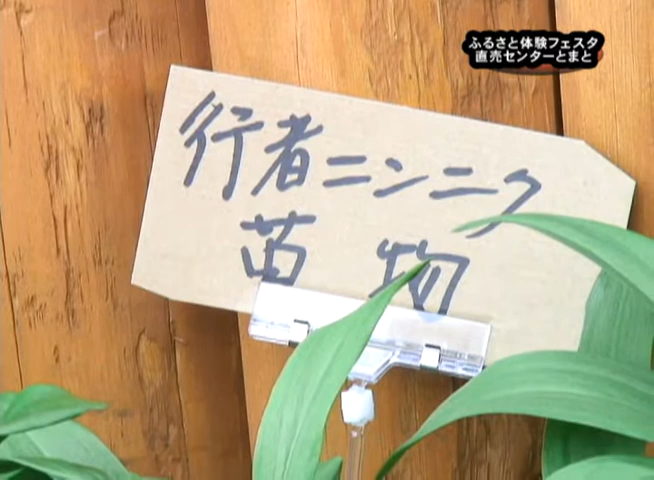 ふるさと体験フェスタ
直売センターとまと
行者ニンニク
苗物